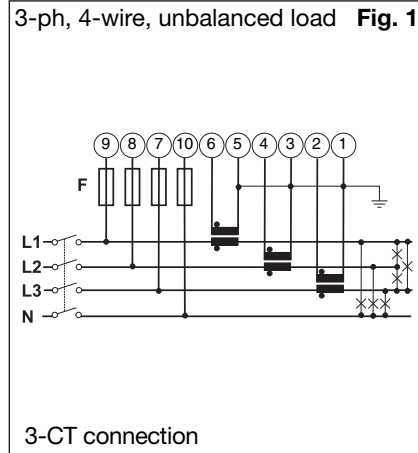 3-ph, 4-wire, unbalanced load Fig. 1
9 8 7 10 6 5 4 3 2 1
F
L1
L2
L3
N
3-CT connection